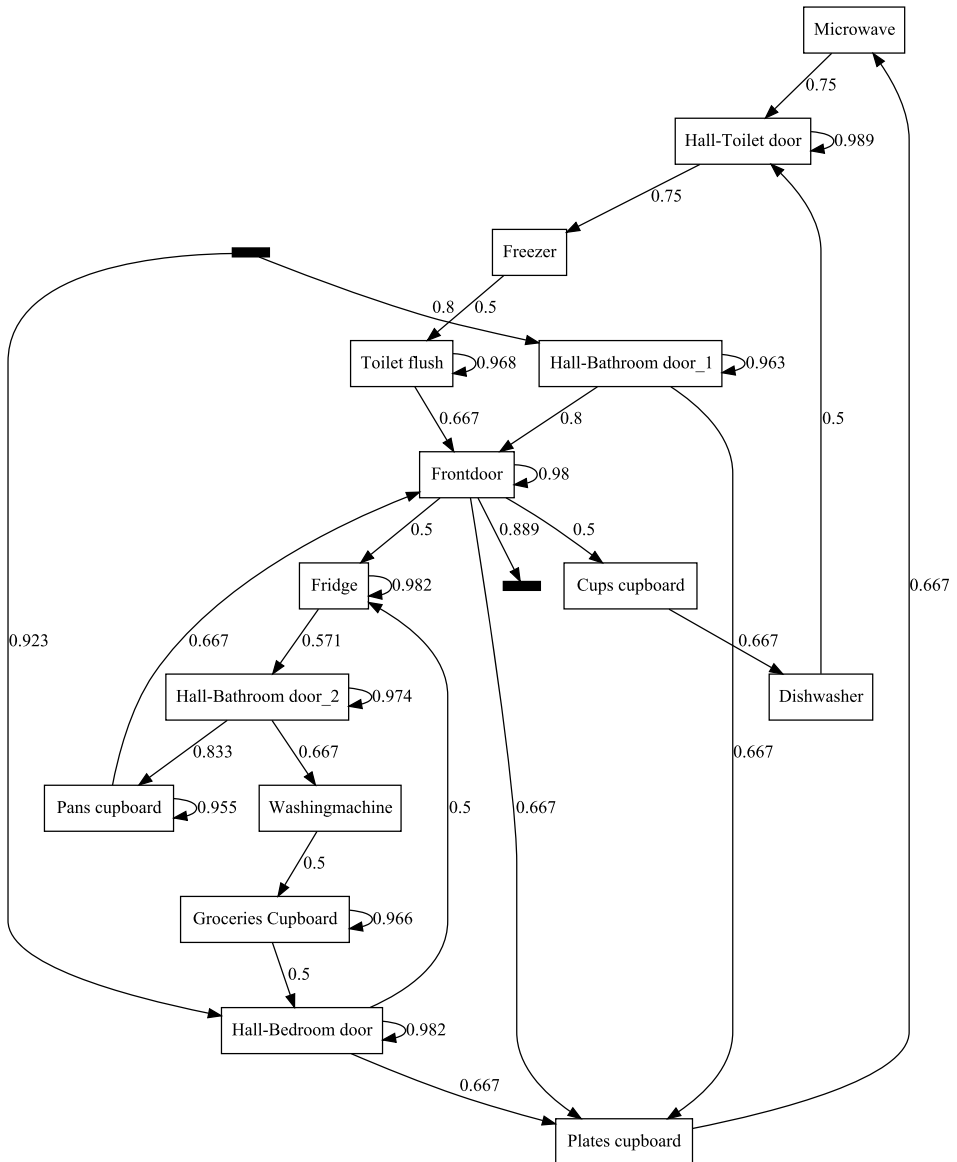 Microwave
0.75
Hall-Toilet door
0.989
0.75
Freezer
0.8
0.5
Toilet flush
0.968
Hall-Bathroom door_1
0.963
0.667
0.8
0.5
Frontdoor
0.98
0.5
0.889
0.5
Fridge
0.982
Cups cupboard
0.667
0.923
0.667
0.571
0.667
Hall-Bathroom door_2
0.974
Dishwasher
0.833
0.667
0.667
Pans cupboard
0.955
Washingmachine
0.5
0.667
0.5
Groceries Cupboard
0.966
0.5
Hall-Bedroom door
0.982
0.667
Plates cupboard